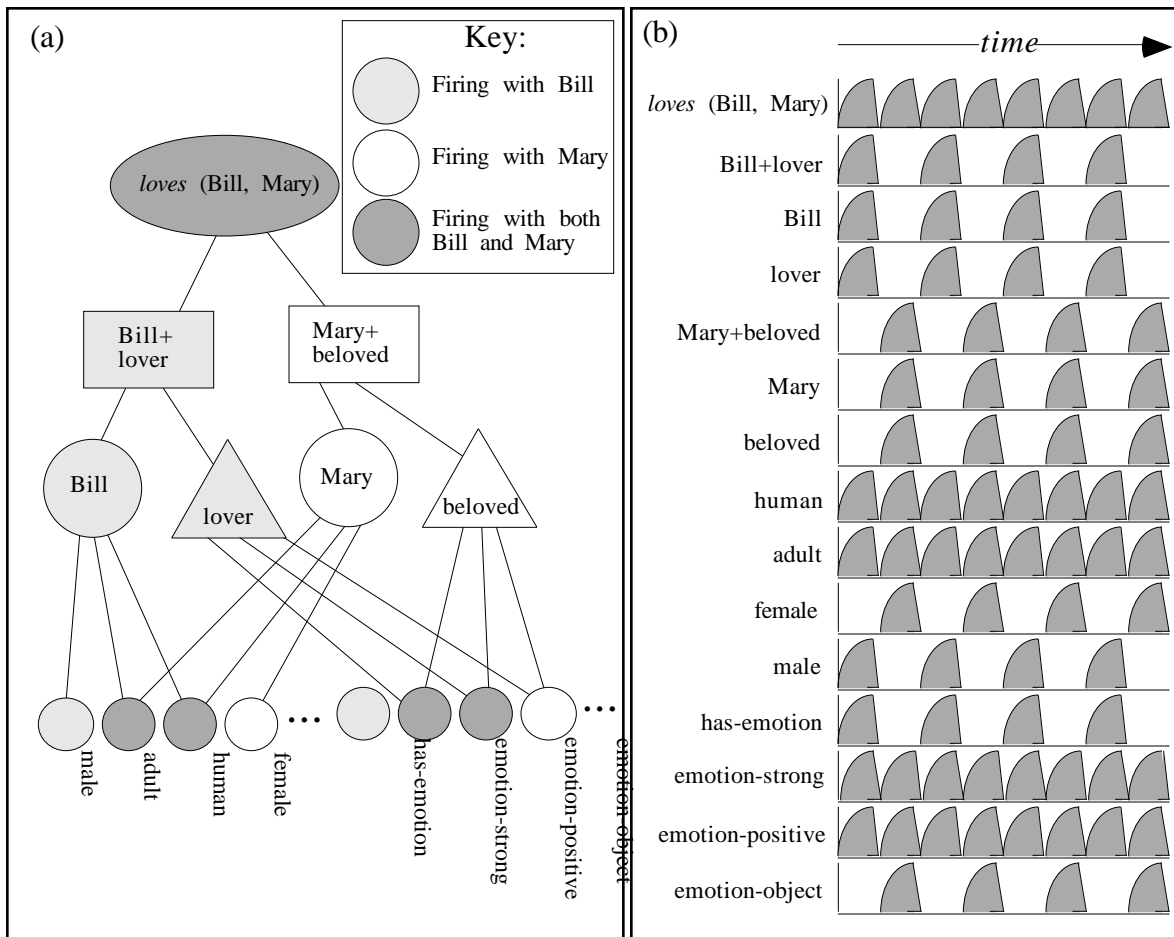 (a)
Key:
Firing with Bill
Firing with Mary
Firing with both
Bill and Mary
loves (Bill, Mary)
Bill+
lover
Mary+
beloved
Bill
lover
Mary
beloved
...
...
male
adult
human
female
has-emotion
emotion-strong
emotion-positive
emotion-object
(b)
time
loves (Bill, Mary)
Bill+lover
Bill
lover
Mary+beloved
Mary
beloved
human
adult
female
male
has-emotion
emotion-strong
emotion-positive
emotion-object